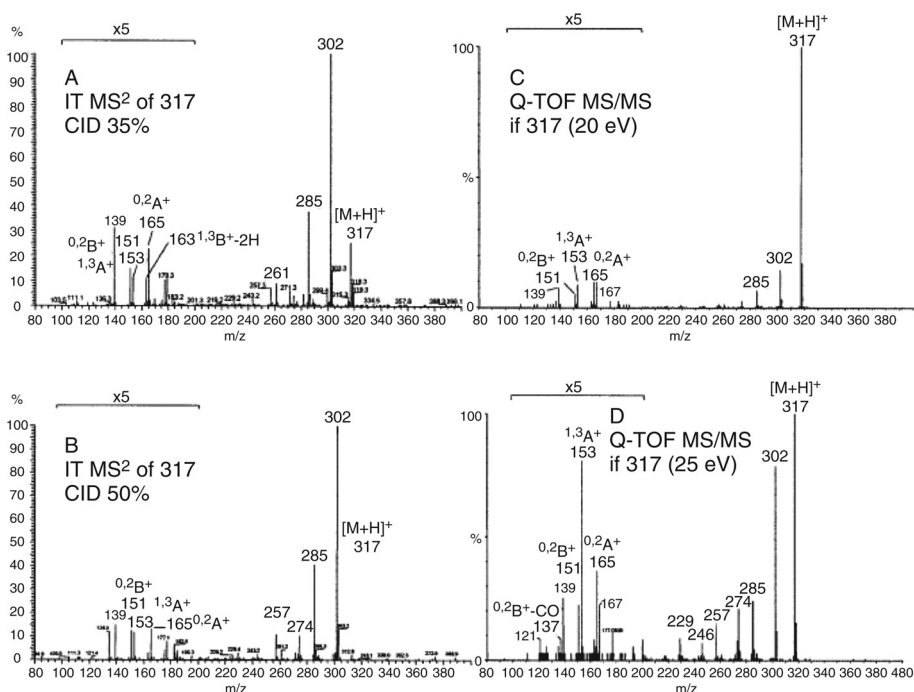 x5
%
100
90
80
70
60
50
40
30
20
10
0
A
IT MS² of 317
CID 35%
302
285
[M+H]⁺
317
0,2A⁺
139
165
0,2B⁺
151
163 1,3B⁺-2H
1,3A⁺
153
261
80 100 120 140 160 180 200 220 240 260 280 300 320 340 360 380 400
m/z
x5
100
%
0
C
Q-TOF MS/MS
if 317 (20 eV)
[M+H]⁺
317
302
285
1,3A⁺
0,2B⁺
153
0,2A⁺
151
165
139
167
80 100 120 140 160 180 200 220 240 260 280 300 320 340 360 380
m/z
x5
%
100
90
80
70
60
50
40
30
20
10
0
B
IT MS² of 317
CID 50%
302
[M+H]⁺
317
285
0,2B⁺
151
1,3A⁺
139
153
165
0,2A⁺
257
274
80 100 120 140 160 180 200 220 240 260 280 300 320 340 360 380
m/z
x5
100
%
0
D
Q-TOF MS/MS
if 317 (25 eV)
[M+H]⁺
317
302
1,3A⁺
153
0,2A⁺
0,2B⁺
165
151
139
167
0,2B⁺-CO
137
121
229
246
257
274
285
80 100 120 140 160 180 200 220 240 260 280 300 320 340 360 380 400
m/z